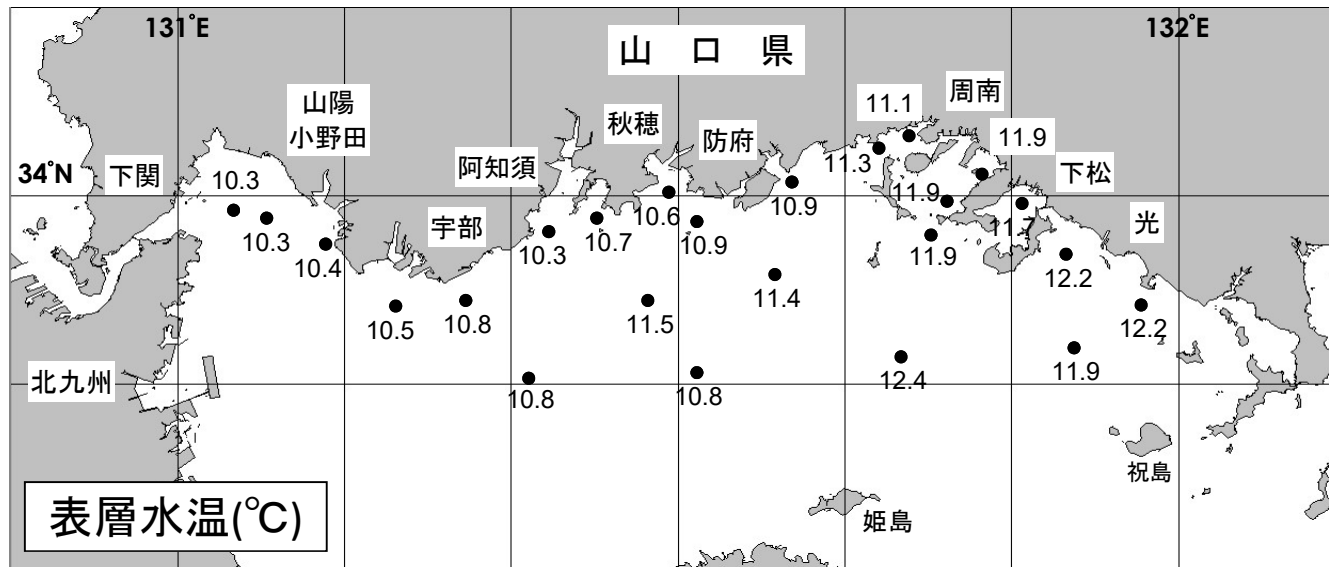 131°E
132°E
山 口 県
山陽
小野田
秋穂
防府
11.1
周南
11.9
34°N
下関
10.3
阿知須
11.3
下松
宇部
10.6
10.9
11.9
10.3
10.4
10.3
10.7
10.9
11.9
11.7
光
10.5
10.8
11.5
11.4
12.2
12.2
北九州
10.8
10.8
12.4
11.9
祝島
姫島
表層水温(℃)